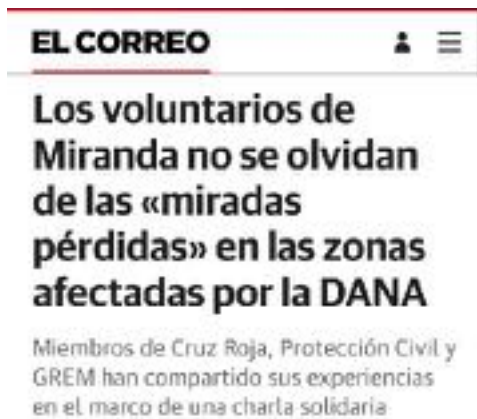 EL CORREO
Los voluntarios de
Miranda no se olvidan
de las «miradas
pérdidas» en las zonas
afectadas por la DANA
Miembros de Cruz Roja, Protección Civil y
GREM han compartido sus experiencias
en el marco de una charla solidaria